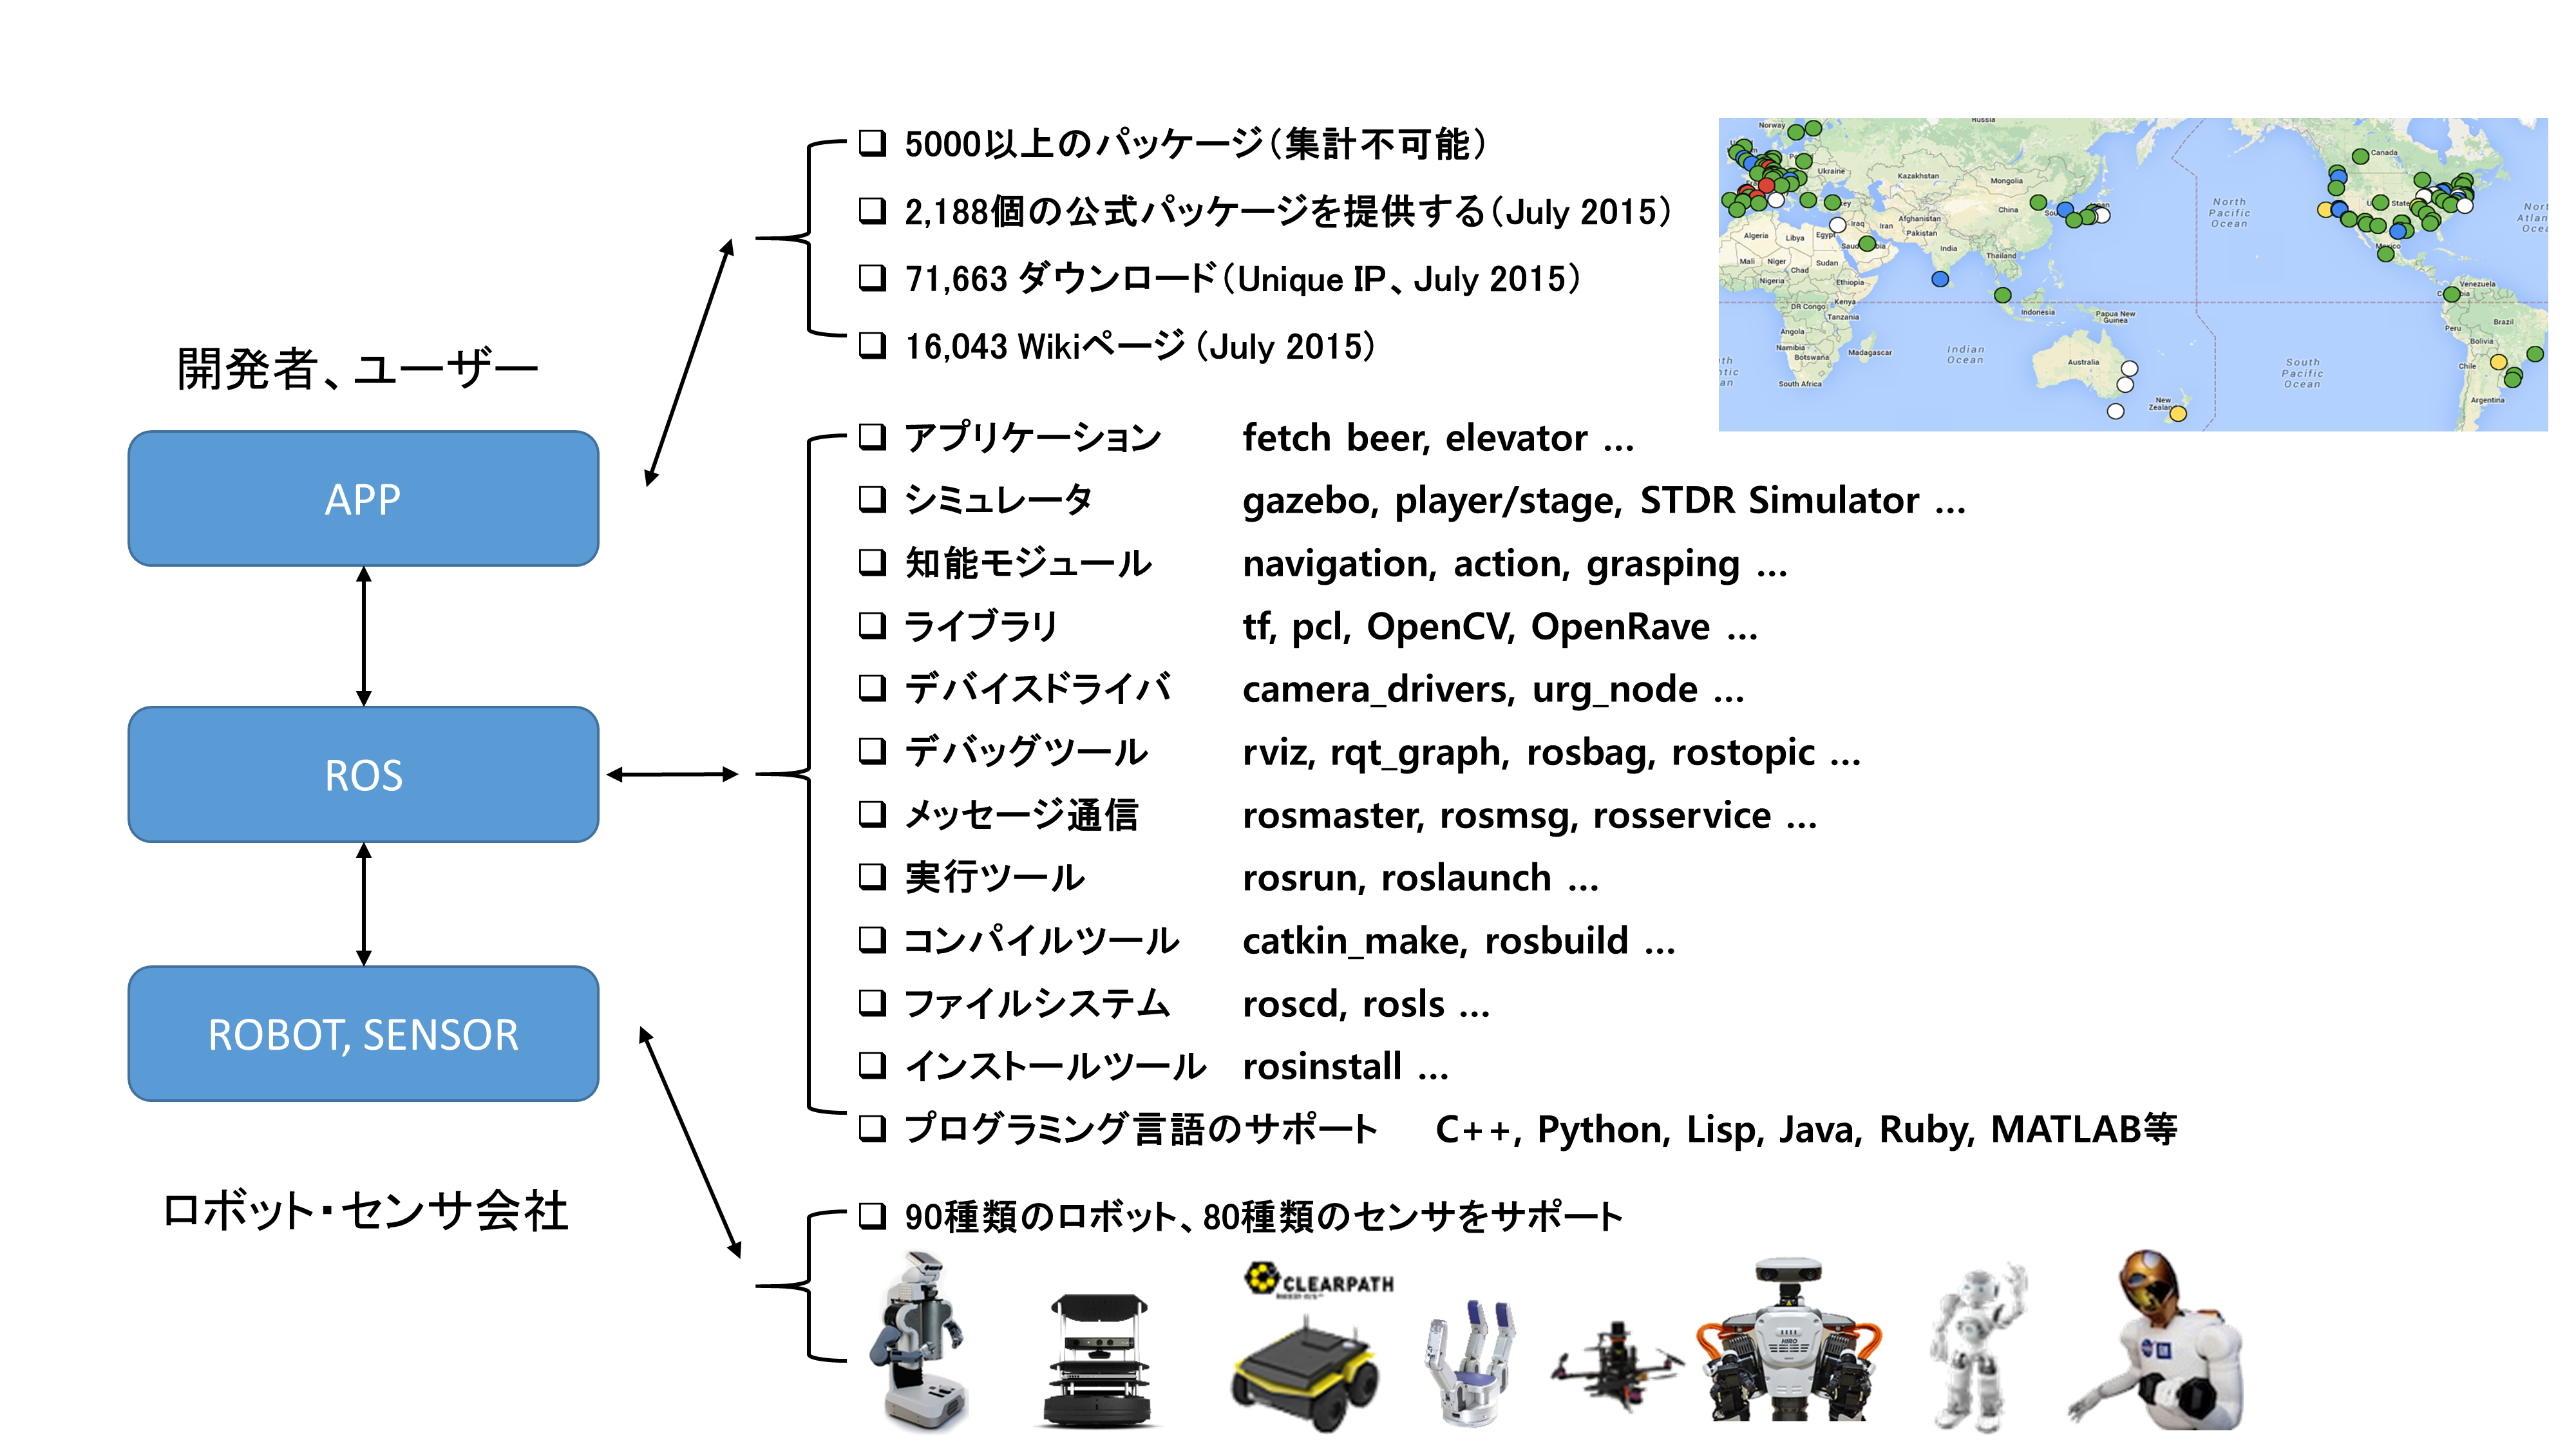 5000以上のパッケージ（集計不可能）
2,188個の公式パッケージを提供する（July 2015）
71,663 ダウンロード（Unique IP、July 2015）
16,043 Wikiページ (July 2015)
Norway
Russia
Ukraine
Kazakhstan
Mongolia
China
Afghanistan
Iraq
Iran
Pakistan
Algeria
Libya
Egypt
India
Thailand
Mali
Niger
Sudan
Chad
Nigeria
Ethiopia
DR Congo
Kenya
Tanzania
Indonesia
Papua New
Guinea
Angola
Namibia
Botswana
Madagascar
South Africa
Indian
Ocean
Australia
New
North
Pacific
Ocean
South
Pacific
Ocean
Canada
Venezuela
Peru
Brazil
Bolivia
Chile
Argentina
開発者、ユーザー
APP
ROS
ROBOT, SENSOR
ロボット・センサ会社
アプリケーション fetch beer, elevator …
シミュレータ gazebo, player/stage, STDR Simulator …
知能モジュール navigation, action, grasping …
ライブラリ tf, pcl, OpenCV, OpenRave …
デバイスドライバ camera_drivers, urg_node …
デバッグツール rviz, rqt_graph, rosbag, rostopic …
メッセージ通信 rosmaster, rosmsg, rosservice …
実行ツール rosrun, roslaunch …
コンパイルツール catkin_make, rosbuild …
ファイルシステム roscd, rosls …
インストールツール rosinstall …
プログラミング言語のサポート C++, Python, Lisp, Java, Ruby, MATLAB等
90種類のロボット、80種類のセンサをサポート
CLEARPATH
HIRO